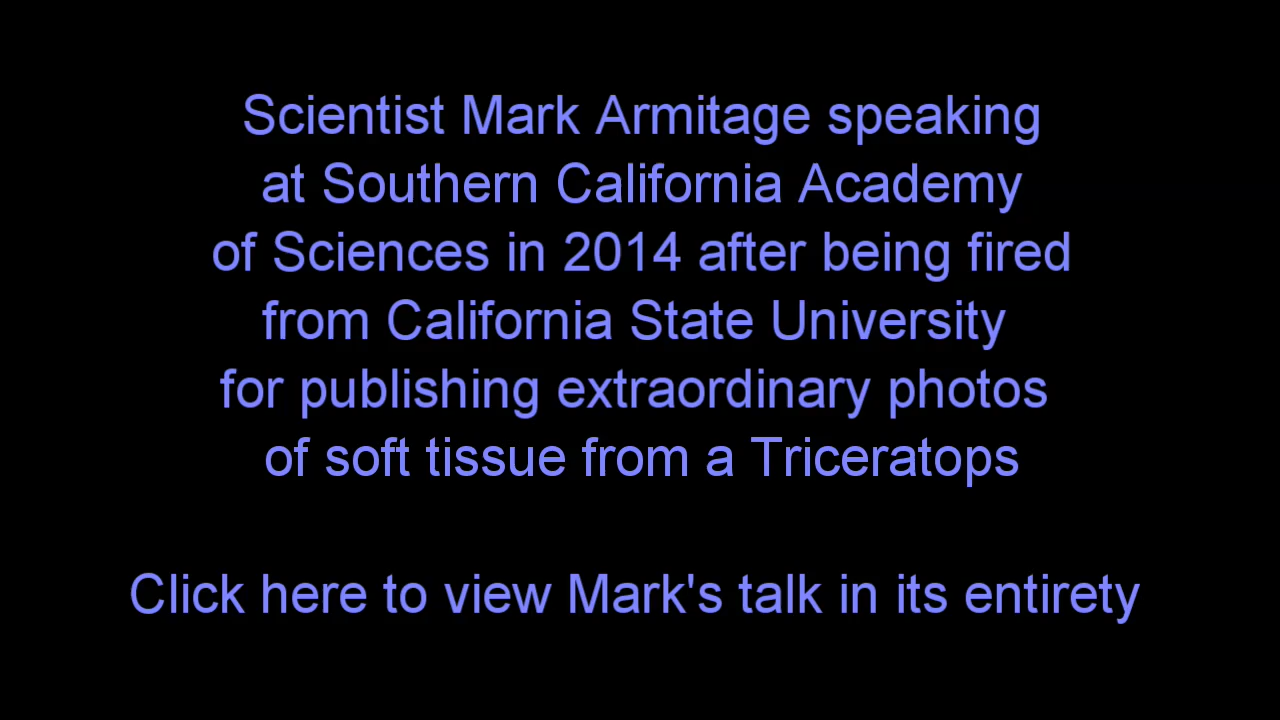 Scientist Mark Armitage speaking
at Southern California Academy
of Sciences in 2014 after being fired
from California State University
for publishing extraordinary photos
of soft tissue from a Triceratops
Click here to view Mark's talk in its entirety